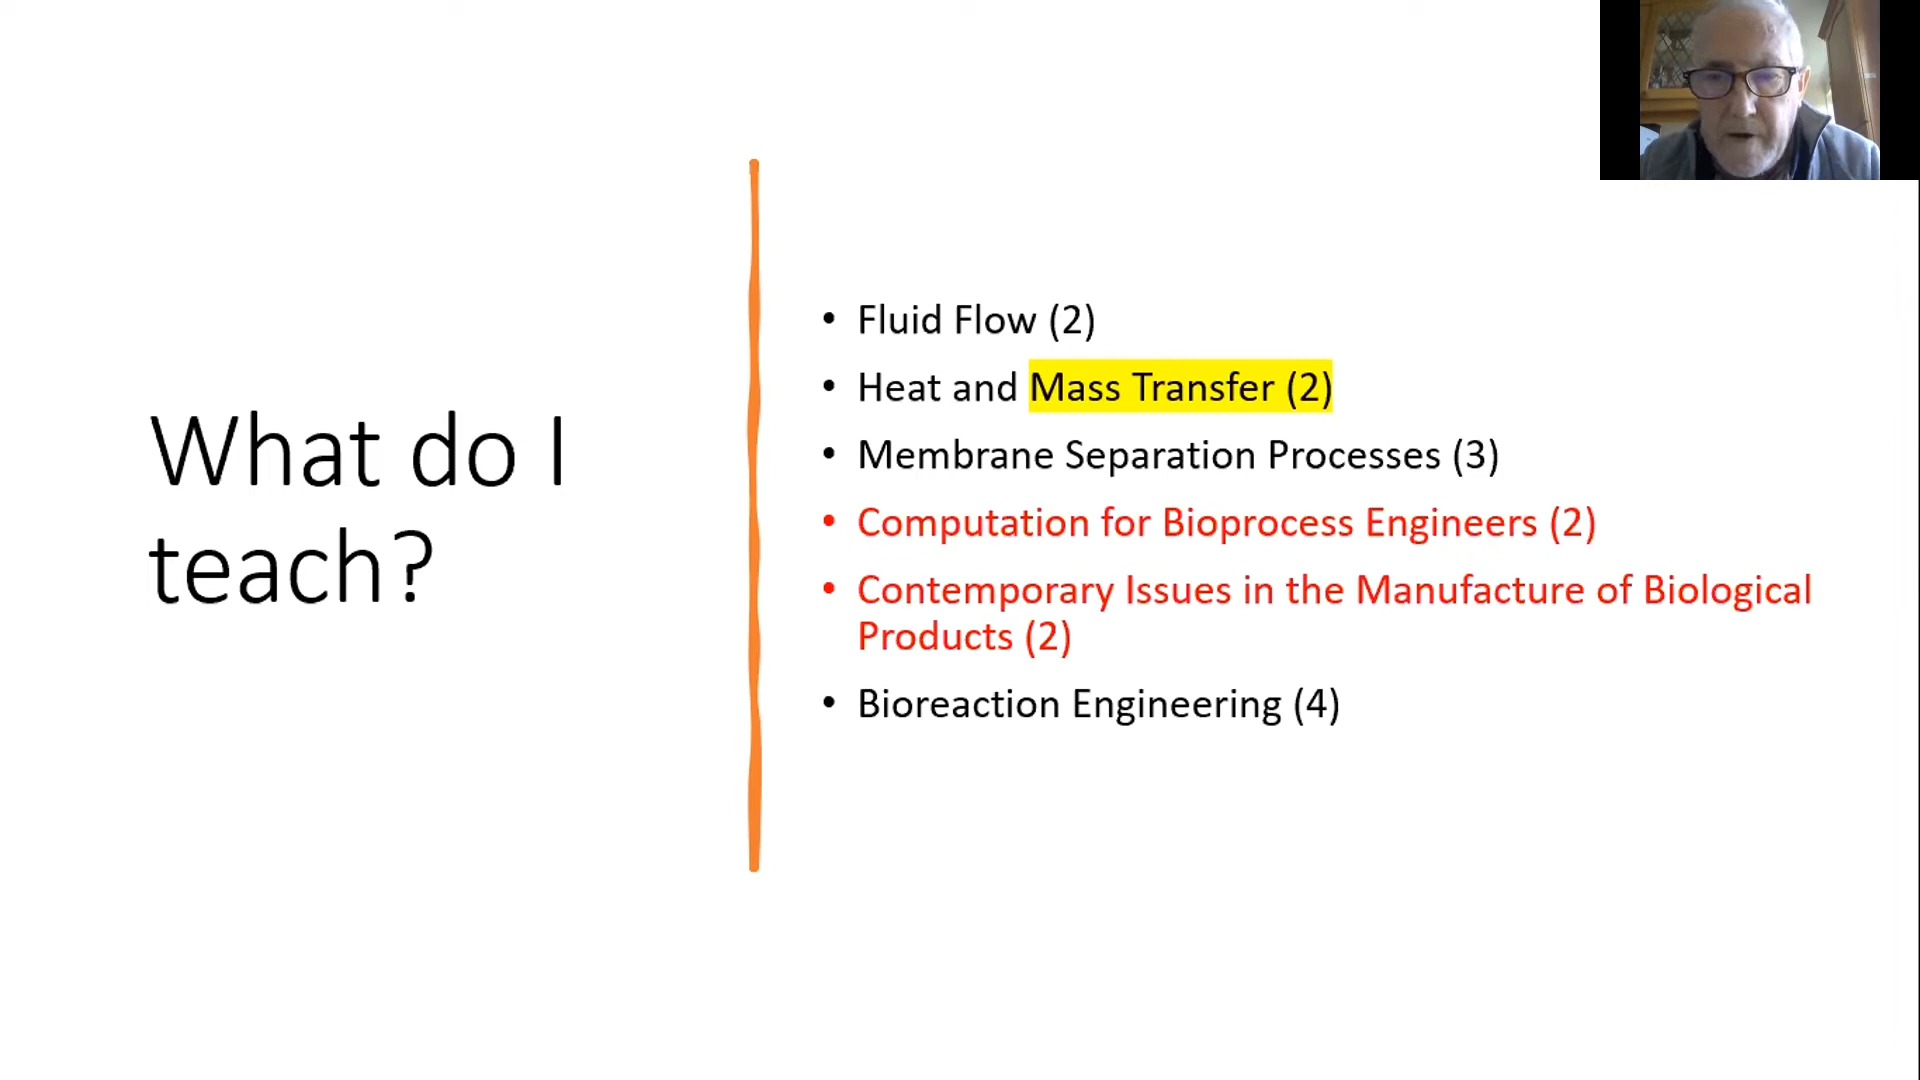 What do I
teach?
• Fluid Flow (2)
• Heat and Mass Transfer (2)
• Membrane Separation Processes (3)
• Computation for Bioprocess Engineers (2)
• Contemporary Issues in the Manufacture of Biological
Products (2)
• Bioreaction Engineering (4)